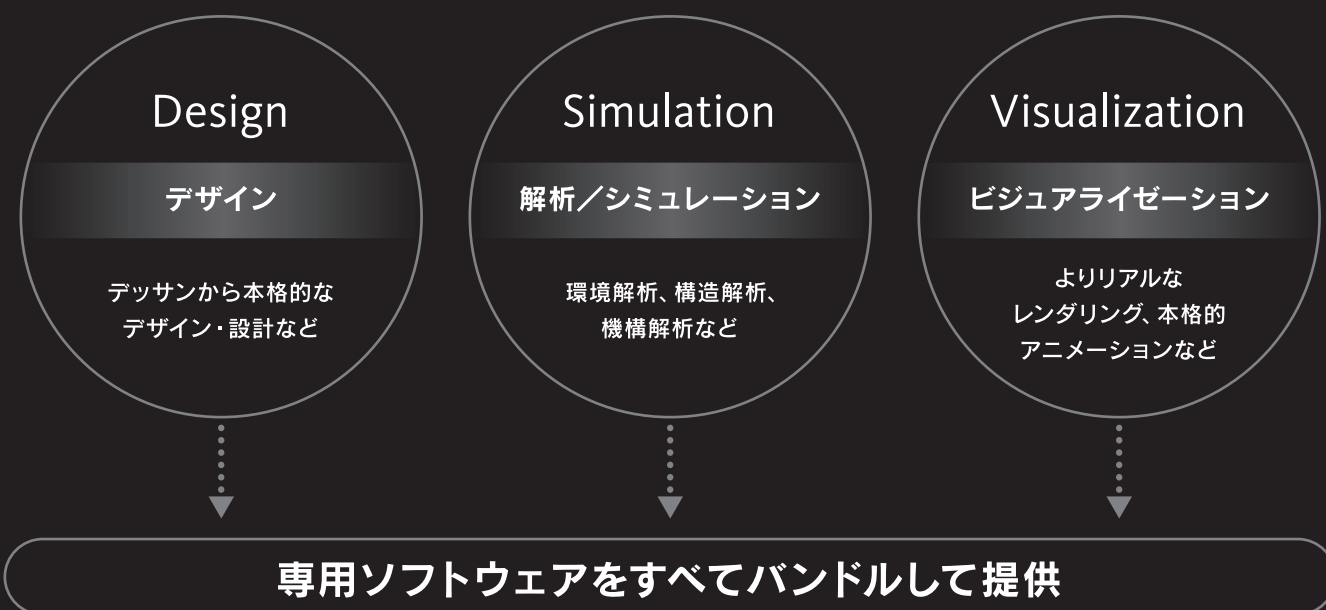 Design
デザイン
デッサンから本格的な
デザイン・設計など
Simulation
解析／シミュレーション
環境解析、構造解析、
機構解析など
Visualization
ビジュアライゼーション
よりリアルな
レンダリング、本格的
アニメーションなど
専用ソフトウェアをすべてバンドルして提供